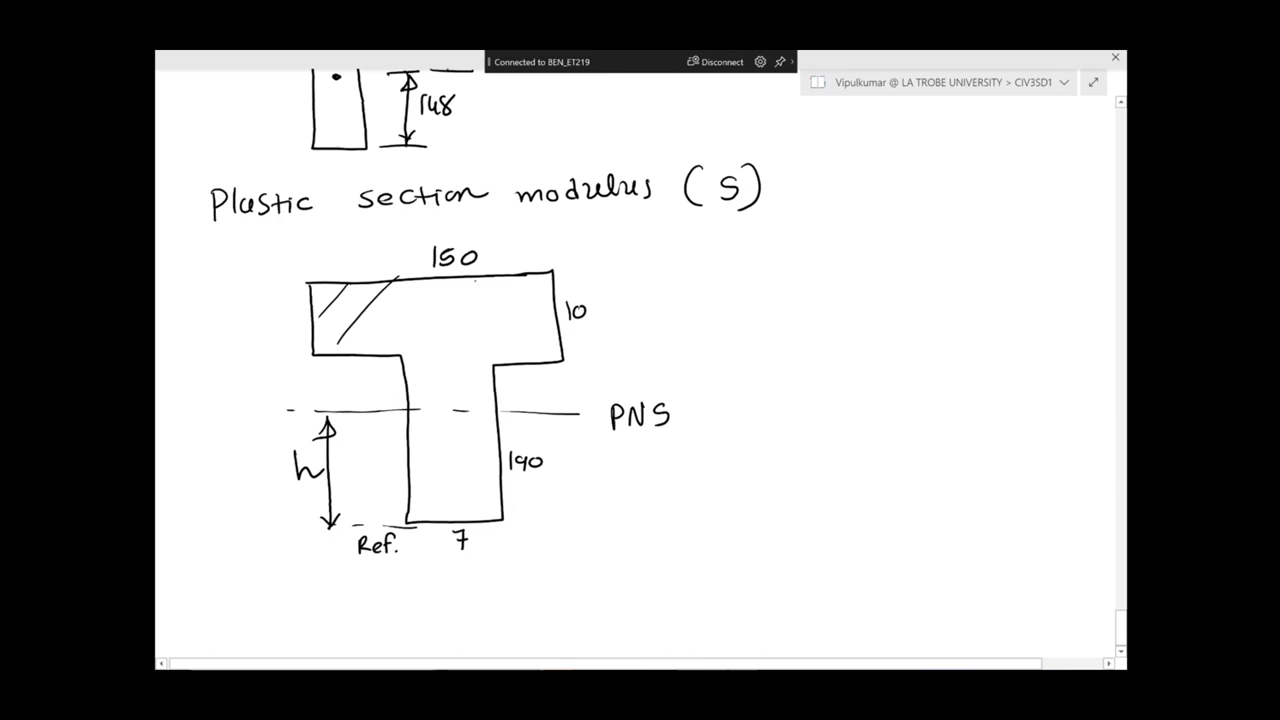 Connected to BEN_ET219
Disconnect
Vipulkumar @ LA TROBE UNIVERSITY > CIV3SD1
148
Plastic section modulus (S)
150
10
PNS
h
190
Ref.
7